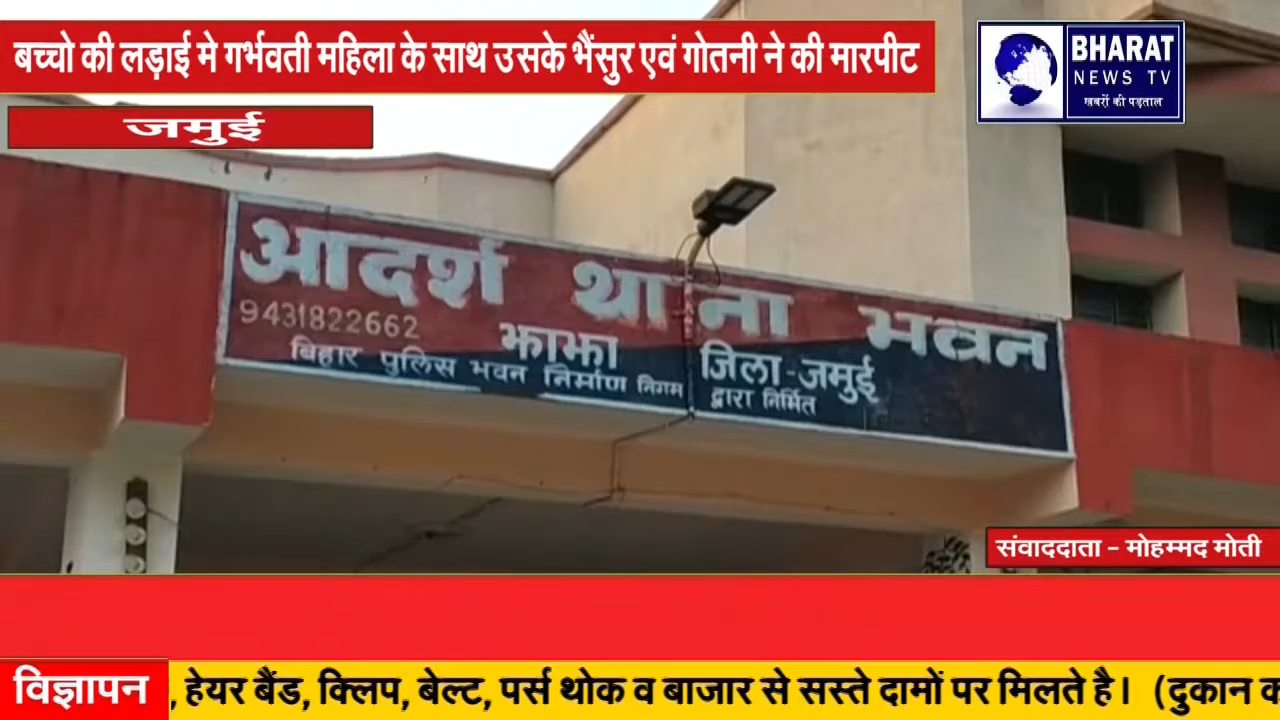 बच्चो की लड़ाई मे गर्भवती महिला के साथ उसके भैंसुर एवं गोतनी ने की मारपीट
BHARAT
NEWS TV
खबरों की पड़ताल
जमुई
आदर्श थाना भवन
9431822662
झाझा जिला-जमुई
बिहार पुलिस भवन निर्माण निगम द्वारा निर्मित
संवाददाता – मोहम्मद मोती
विज्ञापन , हेयर बैंड, क्लिप, बेल्ट, पर्स थोक व बाजार से सस्ते दामों पर मिलते है। (दुकान